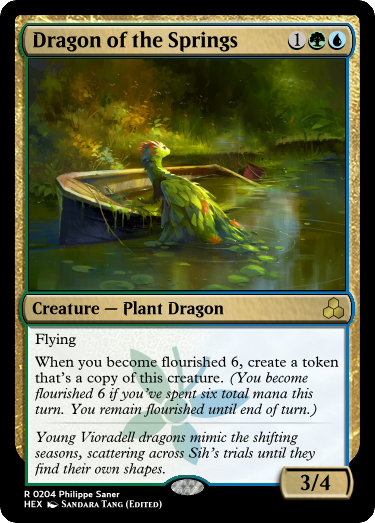 Dragon of the Springs 1
Creature — Plant Dragon
Flying
When you become flourished 6, create a token
that's a copy of this creature. (You become
flourished 6 if you've spent six total mana this
turn. You remain flourished until end of turn.)
Young Vioradell dragons mimic the shifting
seasons, scattering across Sih's trials until they
find their own shapes.
3/4
R 0204 Philippe Saner
HEX Sandara Tang (Edited)